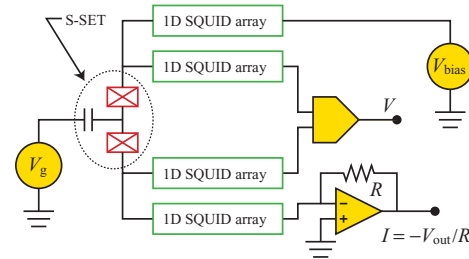 S-SET
1D SQUID array
V_bias
1D SQUID array
V
V_g
1D SQUID array
R
1D SQUID array
−
+
I = −V_out/R